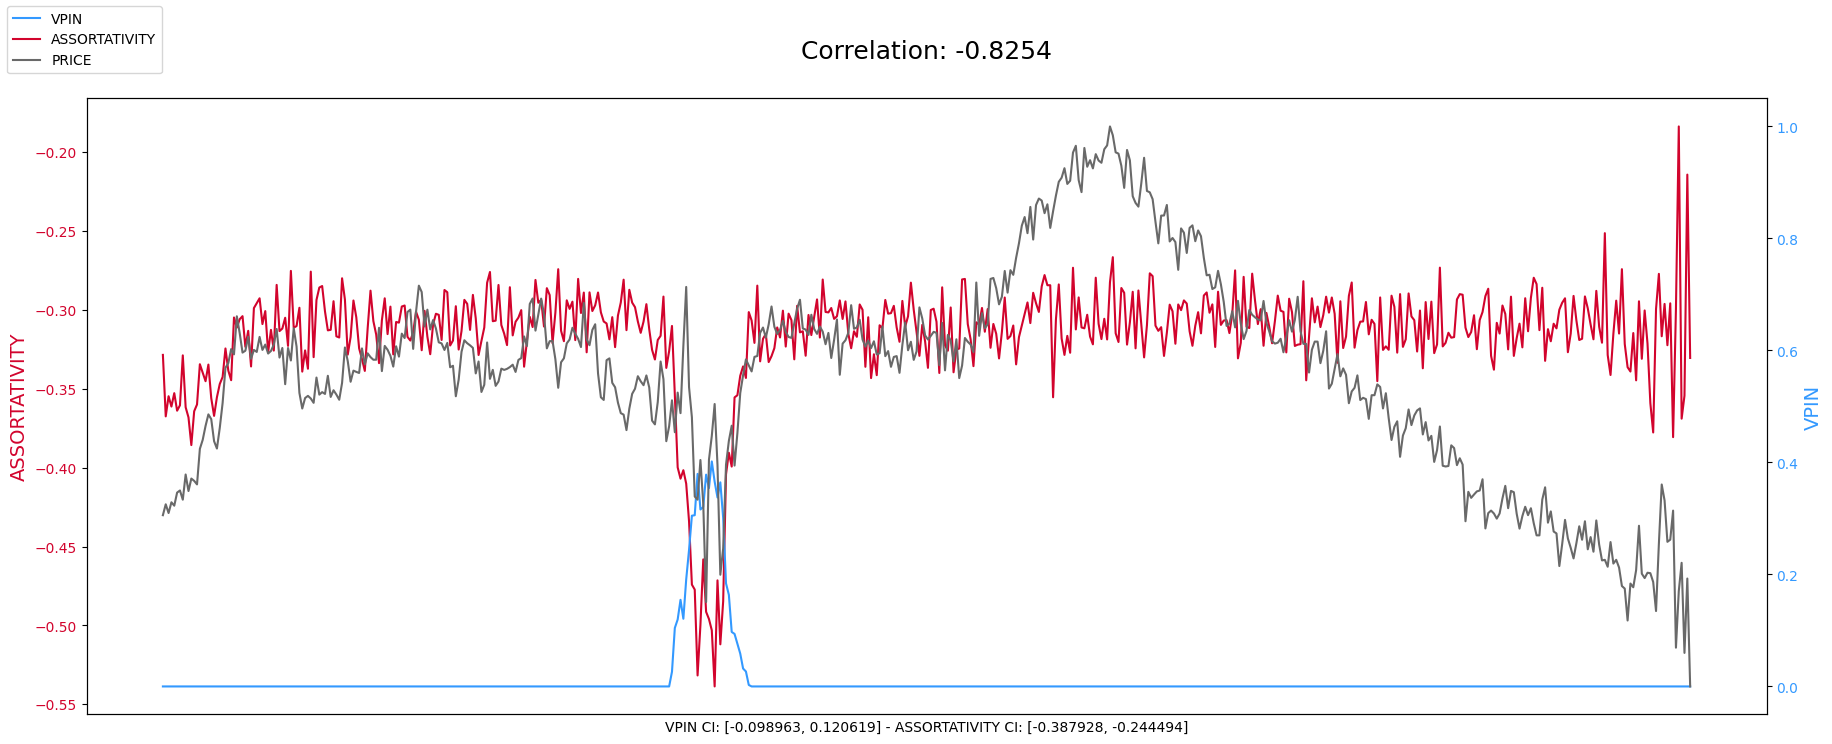 VPIN
ASSORTATIVITY
PRICE
Correlation: -0.8254
ASSORTATIVITY
−0.20
−0.25
−0.30
−0.35
−0.40
−0.45
−0.50
−0.55
1.0
0.8
0.6
0.4
0.2
0.0
VPIN
VPIN CI: [-0.098963, 0.120619] - ASSORTATIVITY CI: [-0.387928, -0.244494]